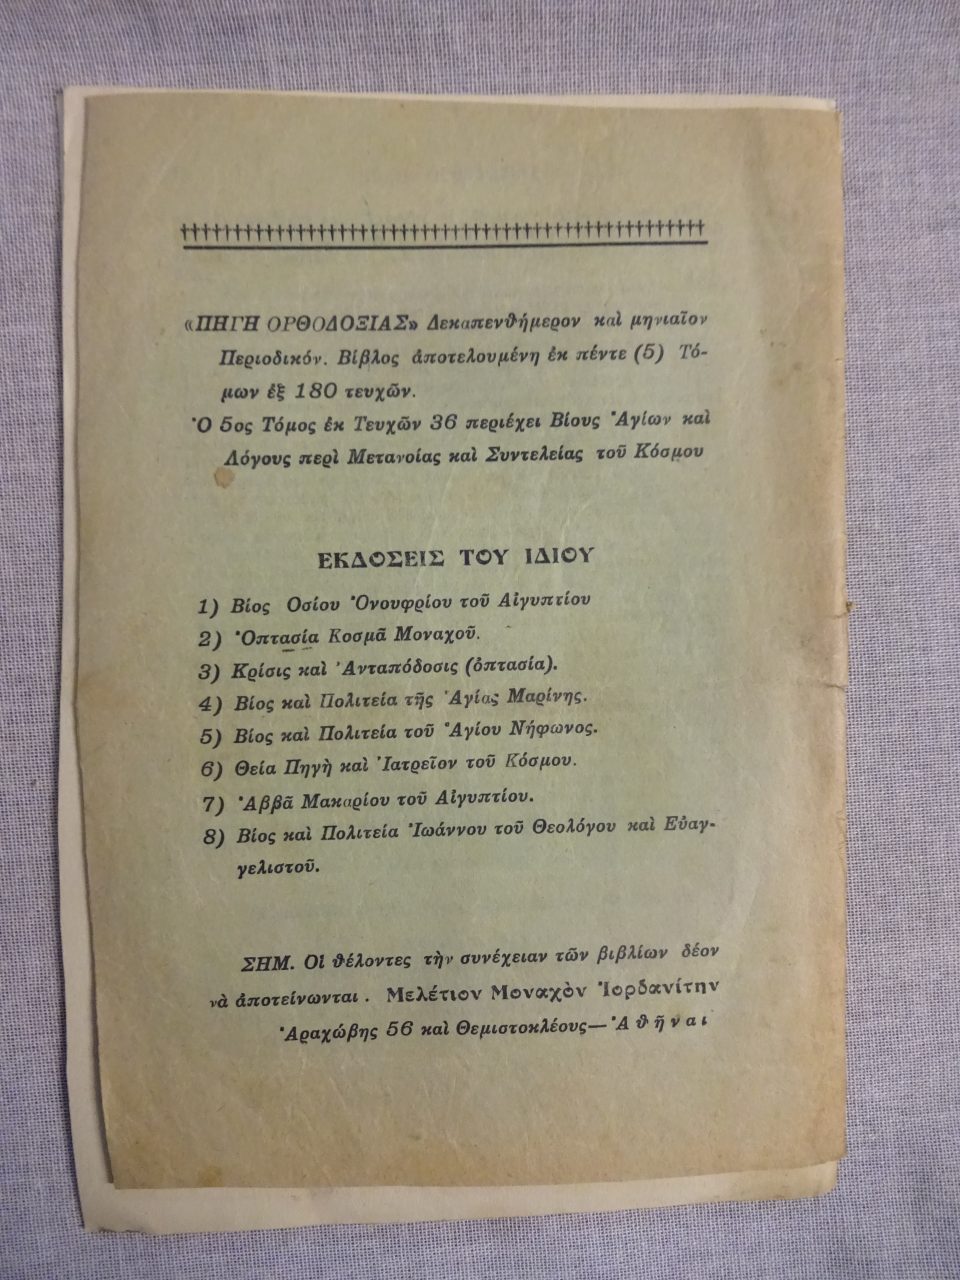 «ΠΗΓΗ ΟΡΘΟΔΟΞΙΑΣ» Δεκαπενθήμερον καὶ μηνιαῖον
Περιοδικόν. Βίβλος ἀποτελουμένη ἐκ πέντε (5) Τό-
μων ἐξ 180 τευχῶν.
Ὁ 5ος Τόμος ἐκ Τευχῶν 36 περιέχει Βίους Ἁγίων καὶ
Λόγους περὶ Μετανοίας καὶ Συντελείας τοῦ Κόσμου
ΕΚΔΟΣΕΙΣ ΤΟΥ ΙΔΙΟΥ
1) Βίος Οσίου Ὀνουφρίου τοῦ Αἰγυπτίου
2) Ὀπτασία Κοσμᾶ Μοναχοῦ.
3) Κρίσις καὶ Ἀνταπόδοσις (ὀπτασία).
4) Βίος καὶ Πολιτεία τῆς Ἁγίας Μαρίνης.
5) Βίος καὶ Πολιτεία τοῦ Ἁγίου Νήφωνος.
6) Θεία Πηγὴ καὶ Ἰατρεῖον τοῦ Κόσμου.
7) Ἀββᾶ Μακαρίου τοῦ Αἰγυπτίου.
8) Βίος καὶ Πολιτεία Ἰωάννου τοῦ Θεολόγου καὶ Εὐαγ-
γελιστοῦ.
ΣΗΜ. Οἱ θέλοντες τὴν συνέχειαν τῶν βιβλίων δέον
νὰ ἀποτείνωνται. Μελέτιον Μοναχὸν Ἰορδανίτην
Ἀραχώβης 56 καὶ Θεμιστοκλέους—Ἀθῆναι